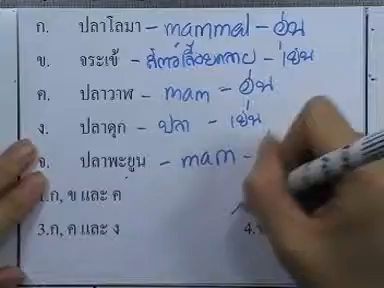 ก. ปลาโลมา - mammal - อุ่น
ข. จระเข้ - สัตว์เลื้อยคลาน - เย็น
ค. ปลาวาฬ - mam - อุ่น
ง. ปลาดุก - ปลา - เย็น
จ. ปลาพะยูน - mam -
1.ก, ข และ ค
3.ก, ค และ ง 4.